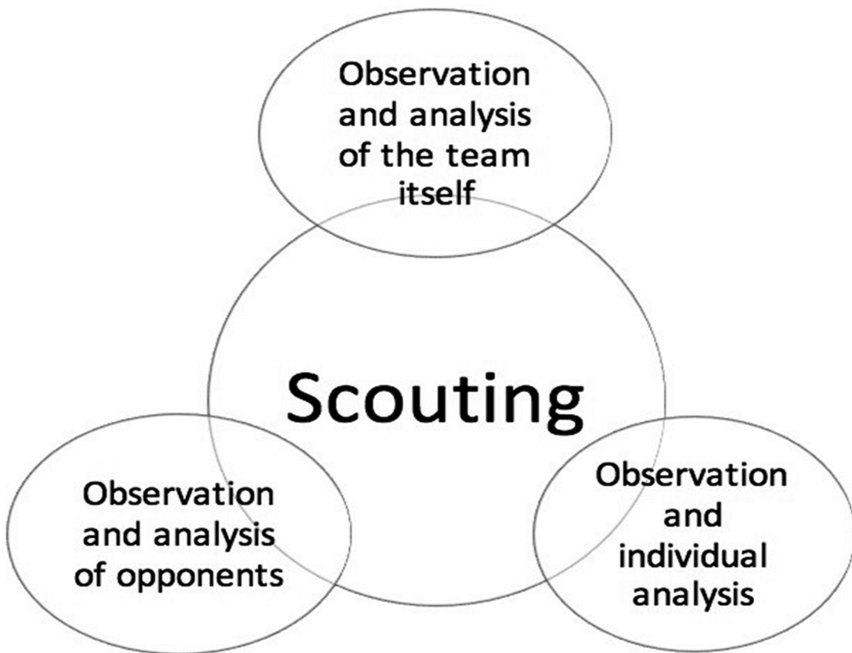 Observation
and analysis
of the team
itself
Scouting
Observation
and analysis
of opponents
Observation
and
individual
analysis